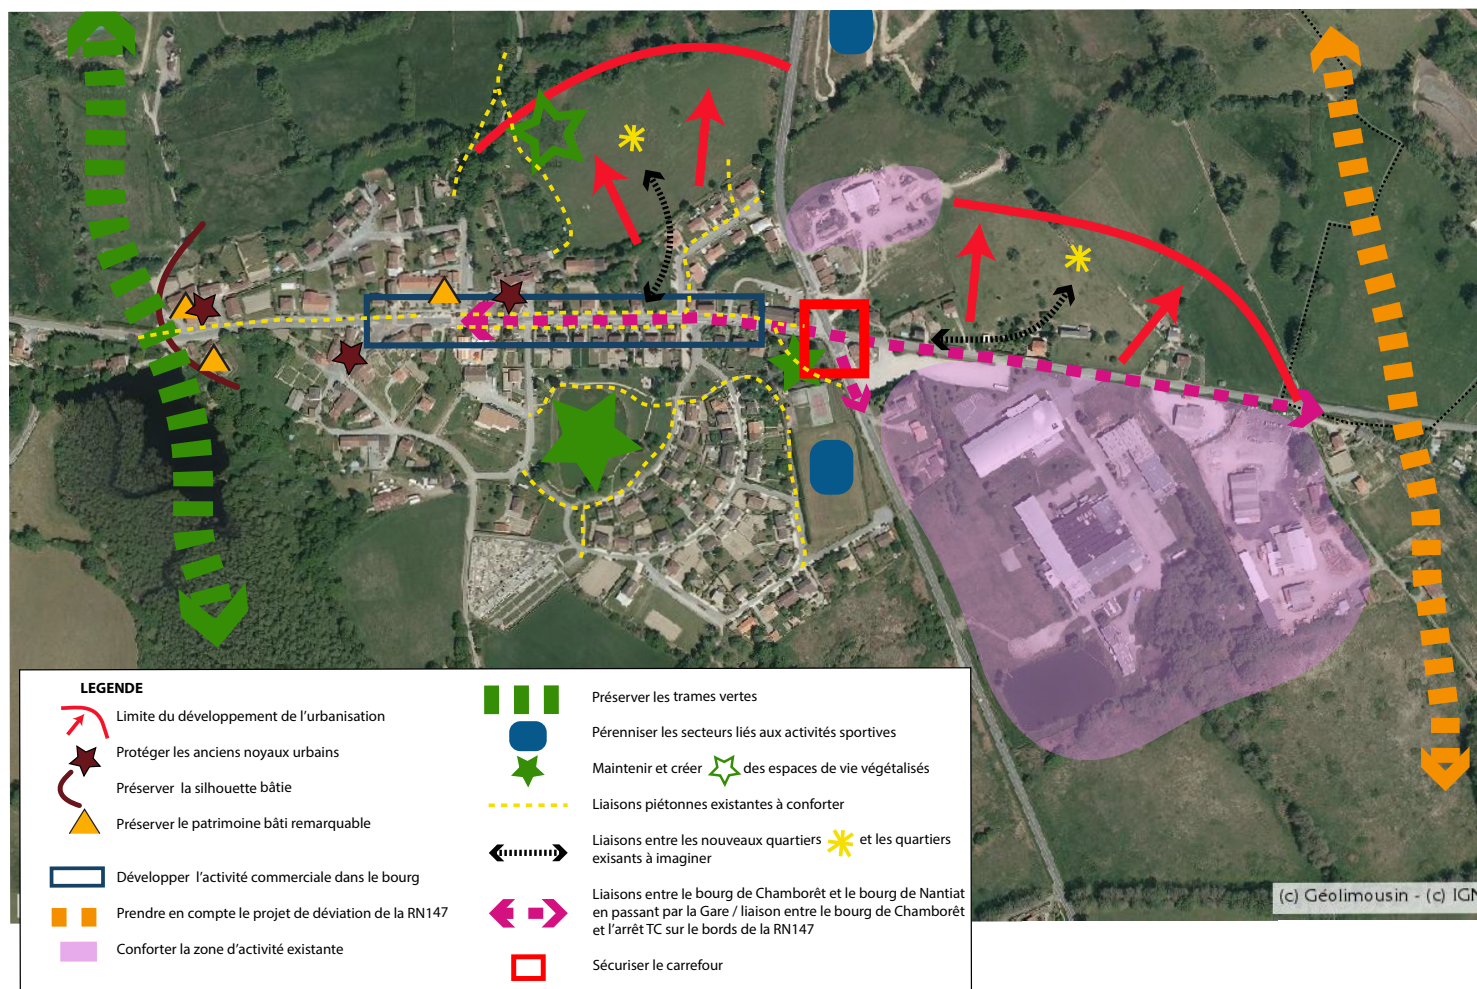 LEGENDE
Limite du développement de l'urbanisation
Protéger les anciens noyaux urbains
Préserver la silhouette bâtie
Préserver le patrimoine bâti remarquable
Développer l'activité commerciale dans le bourg
Prendre en compte le projet de déviation de la RN147
Conforter la zone d'activité existante
Préserver les trames vertes
Pérenniser les secteurs liés aux activités sportives
Maintenir et créer des espaces de vie végétalisés
Liaisons piétonnes existantes à conforter
Liaisons entre les nouveaux quartiers et les quartiers
exisants à imaginer
Liaisons entre le bourg de Chamborêt et le bourg de Nantiat
en passant par la Gare / liaison entre le bourg de Chamborêt
et l'arrêt TC sur le bords de la RN147
Sécuriser le carrefour
(c) Géolimousin - (c) IGN